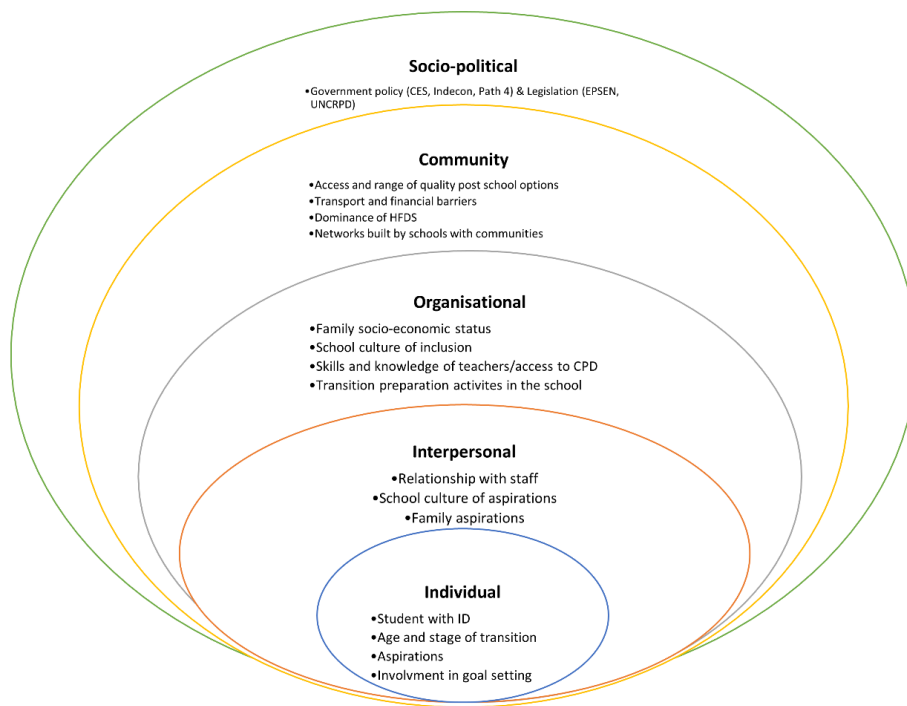 Socio-political
•Government policy (CES, Indecon, Path 4) & Legislation (EPSEN,
UNCRPD)
Community
•Access and range of quality post school options
•Transport and financial barriers
•Dominance of HFDS
•Networks built by schools with communities
Organisational
•Family socio-economic status
•School culture of inclusion
•Skills and knowledge of teachers/access to CPD
•Transition preparation activites in the school
Interpersonal
•Relationship with staff
•School culture of aspirations
•Family aspirations
Individual
•Student with ID
•Age and stage of transition
•Aspirations
•Involvment in goal setting